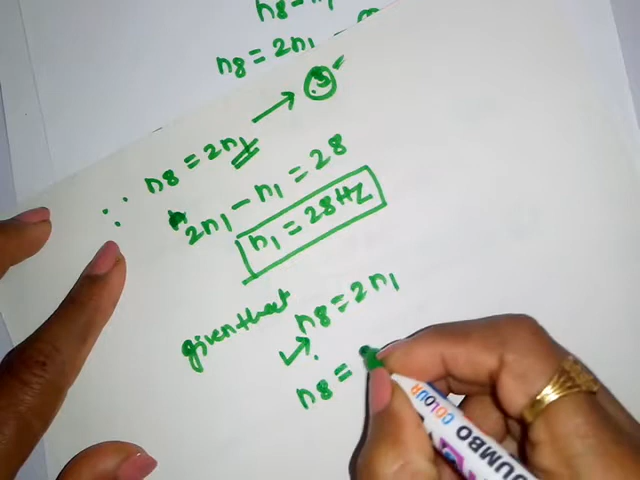 n8 = 2n1
∵ n8 = 2n1 →
2n1 - n1 = 28
n1 = 28HZ
given that n8 = 2n1
n8 =
COLOUR
JUMBO